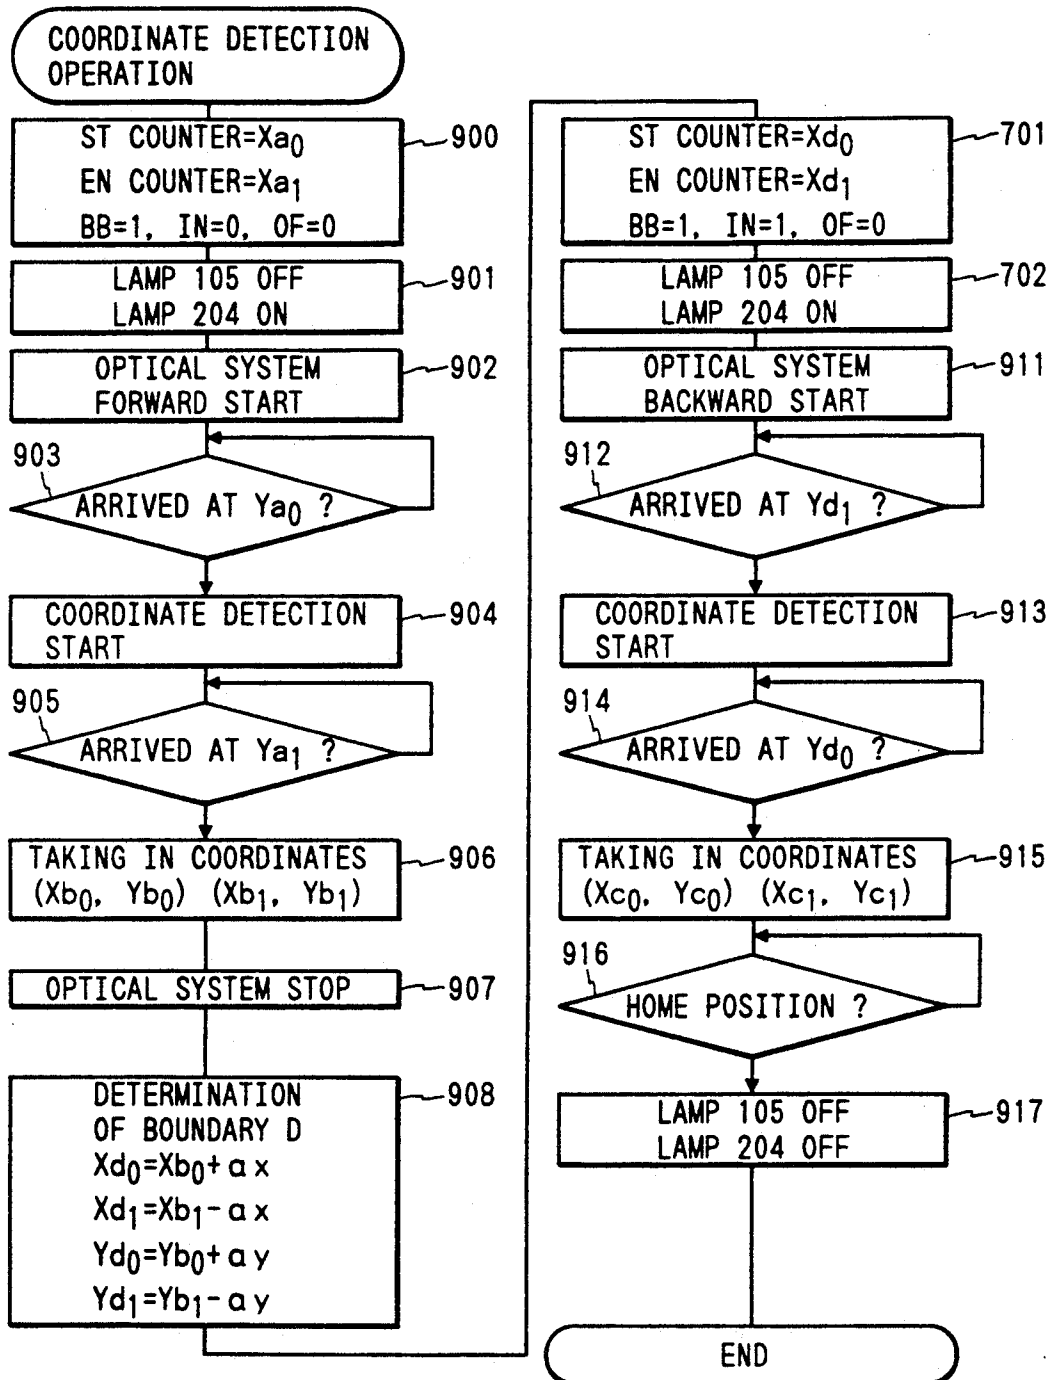 COORDINATE DETECTION
OPERATION
ST COUNTER=Xa0
EN COUNTER=Xa1
BB=1, IN=0, OF=0
900
LAMP 105 OFF
LAMP 204 ON
901
OPTICAL SYSTEM
FORWARD START
902
903
ARRIVED AT Ya0 ?
COORDINATE DETECTION
START
904
905
ARRIVED AT Ya1 ?
TAKING IN COORDINATES
(Xb0, Yb0) (Xb1, Yb1)
906
OPTICAL SYSTEM STOP
907
DETERMINATION
OF BOUNDARY D
Xd0=Xb0+αx
Xd1=Xb1-αx
Yd0=Yb0+αy
Yd1=Yb1-αy
908
ST COUNTER=Xd0
EN COUNTER=Xd1
BB=1, IN=1, OF=0
701
LAMP 105 OFF
LAMP 204 ON
702
OPTICAL SYSTEM
BACKWARD START
911
912
ARRIVED AT Yd1 ?
COORDINATE DETECTION
START
913
914
ARRIVED AT Yd0 ?
TAKING IN COORDINATES
(Xc0, Yc0) (Xc1, Yc1)
915
916
HOME POSITION ?
LAMP 105 OFF
LAMP 204 OFF
917
END